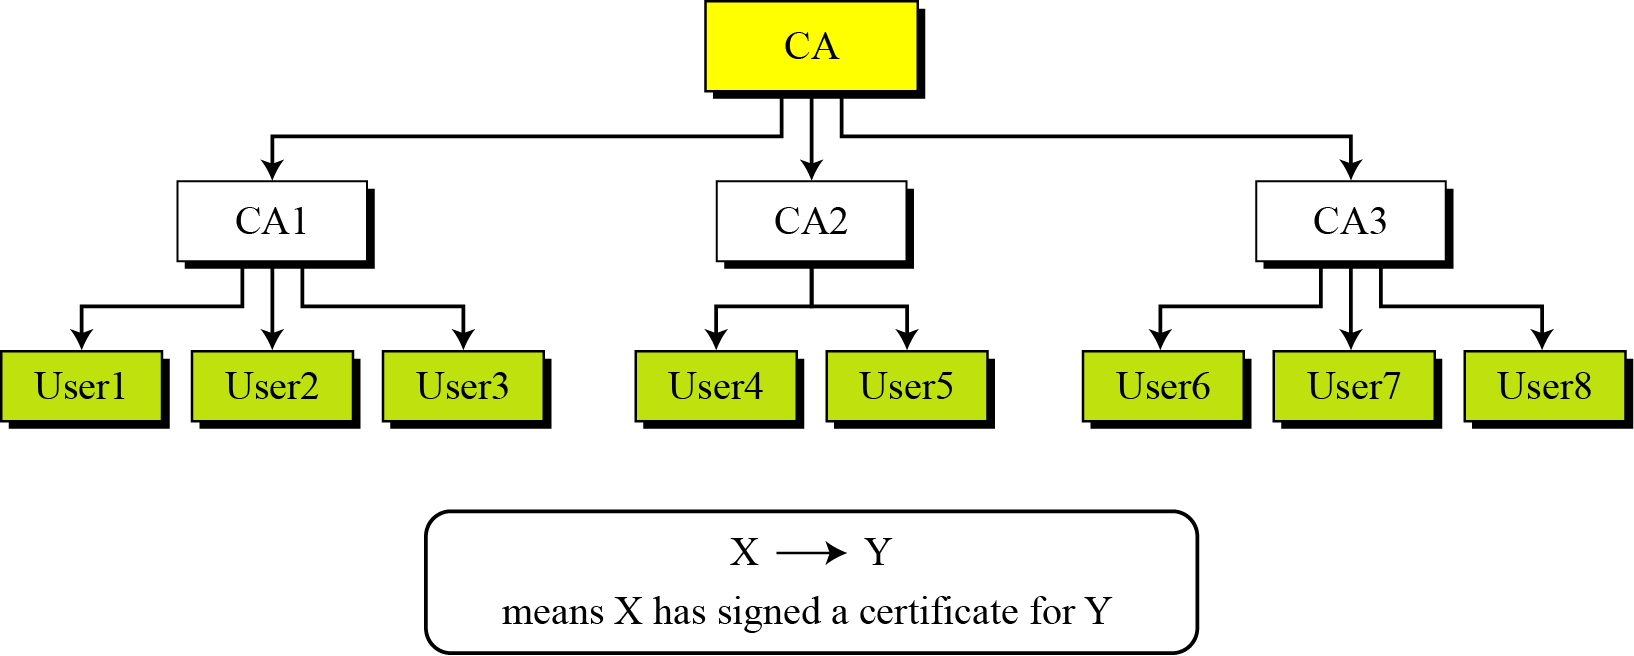 CA
CA1 CA2 CA3
User1 User2 User3 User4 User5 User6 User7 User8
X → Y
means X has signed a certificate for Y